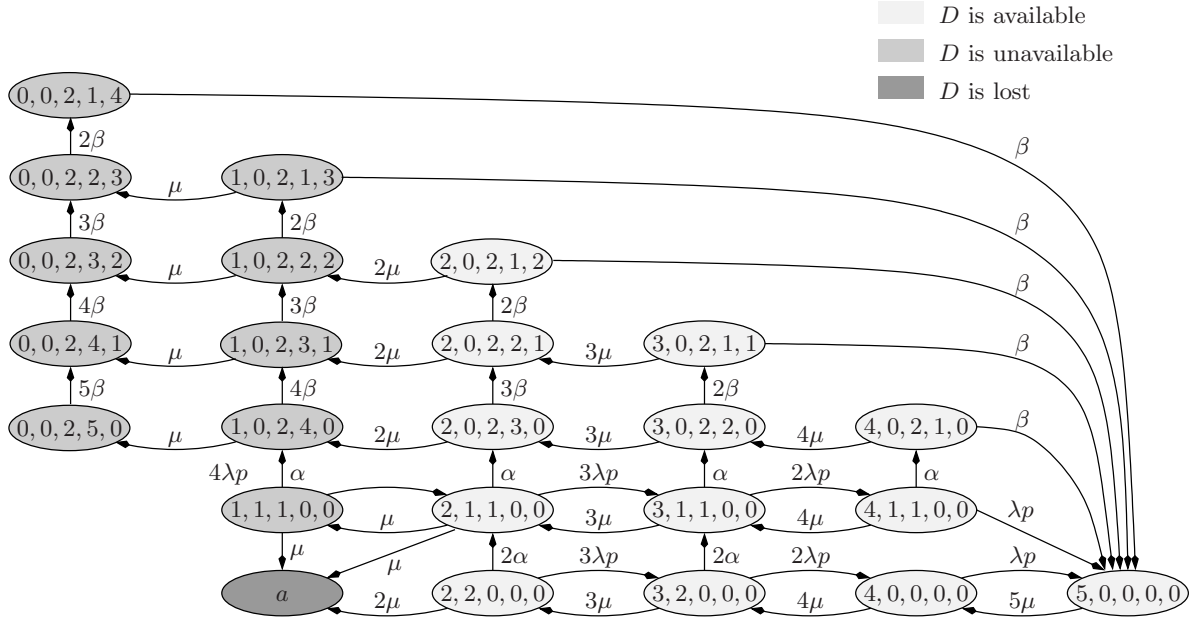 D is available
D is unavailable
D is lost
0, 0, 2, 1, 4
2β
β
0, 0, 2, 2, 3
μ
1, 0, 2, 1, 3
3β
2β
β
0, 0, 2, 3, 2
μ
1, 0, 2, 2, 2
2μ
2, 0, 2, 1, 2
4β
3β
2β
β
0, 0, 2, 4, 1
μ
1, 0, 2, 3, 1
2μ
2, 0, 2, 2, 1
3μ
3, 0, 2, 1, 1
β
5β
4β
3β
2β
0, 0, 2, 5, 0
μ
1, 0, 2, 4, 0
2μ
2, 0, 2, 3, 0
3μ
3, 0, 2, 2, 0
4μ
4, 0, 2, 1, 0
β
4λp
α
α
3λp
α
2λp
α
1, 1, 1, 0, 0
μ
2, 1, 1, 0, 0
3μ
3, 1, 1, 0, 0
4μ
4, 1, 1, 0, 0
λp
μ
μ
2α
3λp
2α
2λp
λp
a
2μ
2, 2, 0, 0, 0
3μ
3, 2, 0, 0, 0
4μ
4, 0, 0, 0, 0
5μ
5, 0, 0, 0, 0